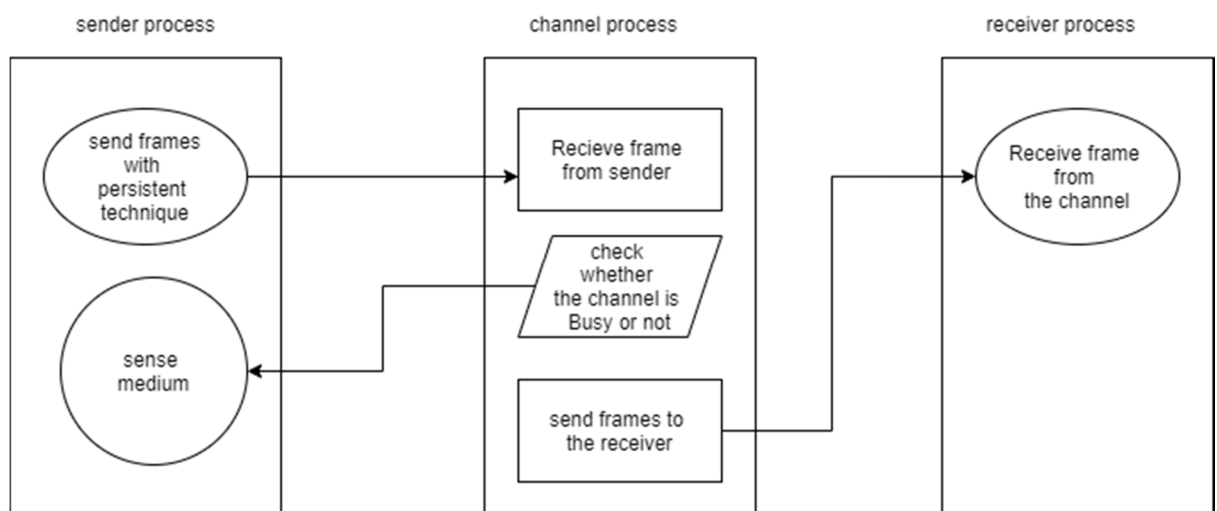 sender process
channel process
receiver process
send frames
with
persistent
technique
Recieve frame
from sender
Receive frame
from
the channel
check
whether
the channel is
Busy or not
sense
medium
send frames to
the receiver